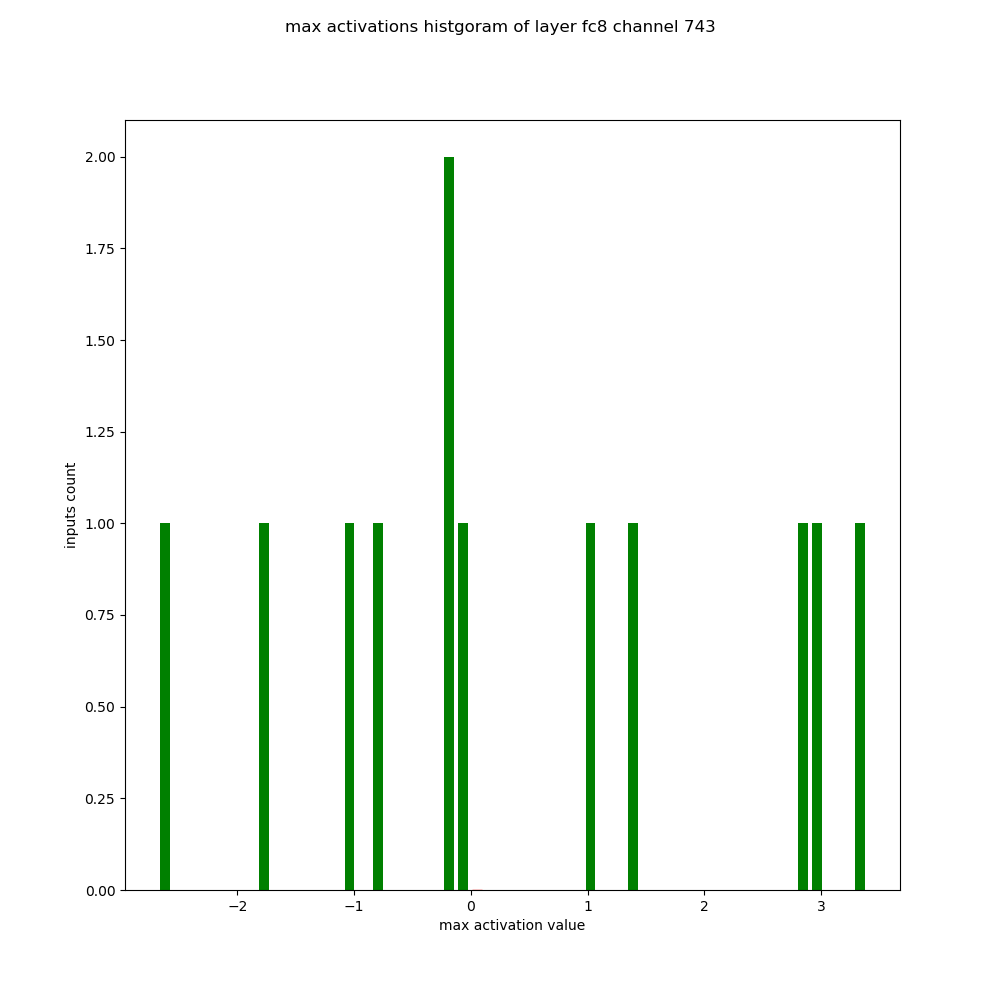 max activations histgoram of layer fc8 channel 743
2.00
1.75
1.50
1.25
1.00
0.75
0.50
0.25
0.00
inputs count
−2 −1 0 1 2 3
max activation value